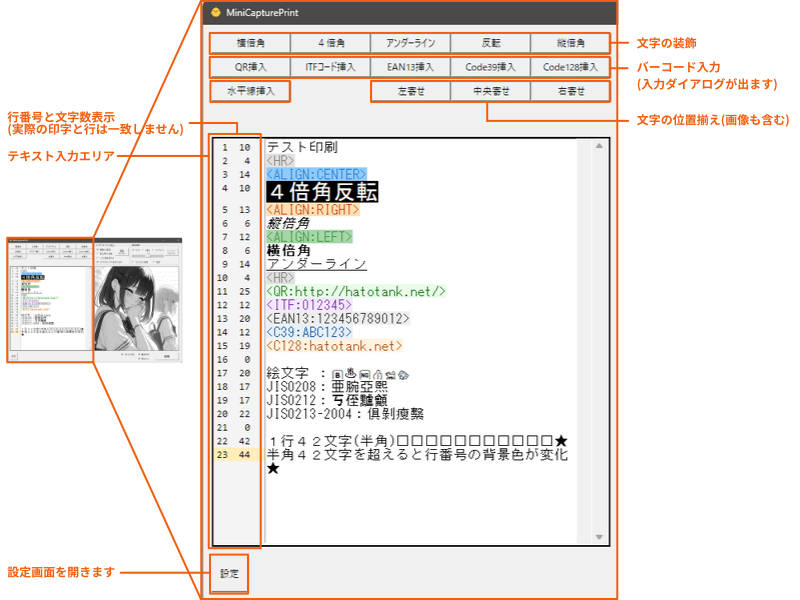 MiniCapturePrint
横倍角 ４倍角 アンダーライン 反転 縦倍角
文字の装飾
QR挿入 ITFコード挿入 EAN13挿入 Code39挿入 Code128挿入
バーコード入力
(入力ダイアログが出ます)
水平線挿入 左寄せ 中央寄せ 右寄せ
文字の位置揃え(画像も含む)
行番号と文字数表示
(実際の印字と行は一致しません)
テキスト入力エリア
1 10 テスト印刷
2 4 <HR>
3 14 <ALIGN:CENTER>
4 10 ４倍角反転
5 13 <ALIGN:RIGHT>
6 6 縦倍角
7 12 <ALIGN:LEFT>
8 6 横倍角
9 14 アンダーライン
10 4 <HR>
11 25 <QR:http://hatotank.net/>
12 12 <ITF:012345>
13 20 <EAN13:123456789012>
14 12 <C39:ABC123>
15 19 <C128:hatotank.net>
16 0
17 20 絵文字 ：
18 17 JIS0208：亜腕亞熙
19 17 JIS0212：
20 22 JIS0213-2004：倶剝瘦繫
21 0
22 42 １行４２文字(半角)□□□□□□□□□□□★
23 44 半角４２文字を超えると行番号の背景色が変化
★
設定
設定画面を開きます